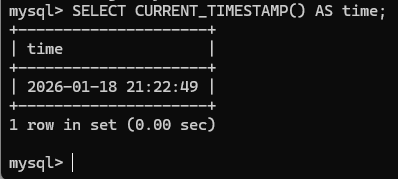 mysql> SELECT CURRENT_TIMESTAMP() AS time;
+---------------------+
| time                |
+---------------------+
| 2026-01-18 21:22:49 |
+---------------------+
1 row in set (0.00 sec)
mysql>